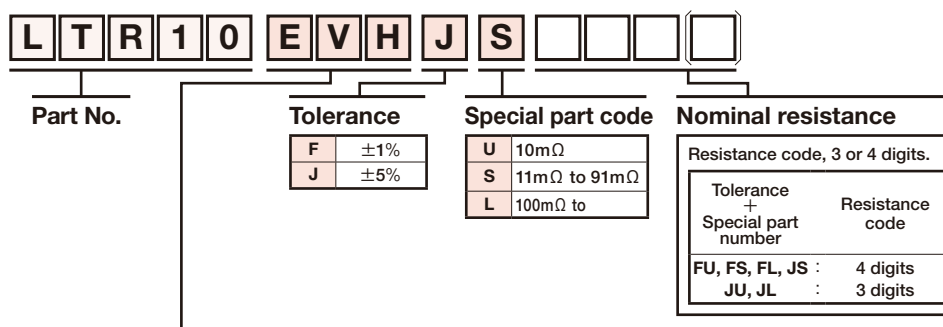 L T R 1 0 E V H J S
Part No.
Tolerance
F ±1%
J ±5%
Special part code
U 10mΩ
S 11mΩ to 91mΩ
L 100mΩ to
Nominal resistance
Resistance code, 3 or 4 digits.
Tolerance
+
Special part
number
Resistance
code
FU, FS, FL, JS : 4 digits
JU, JL : 3 digits